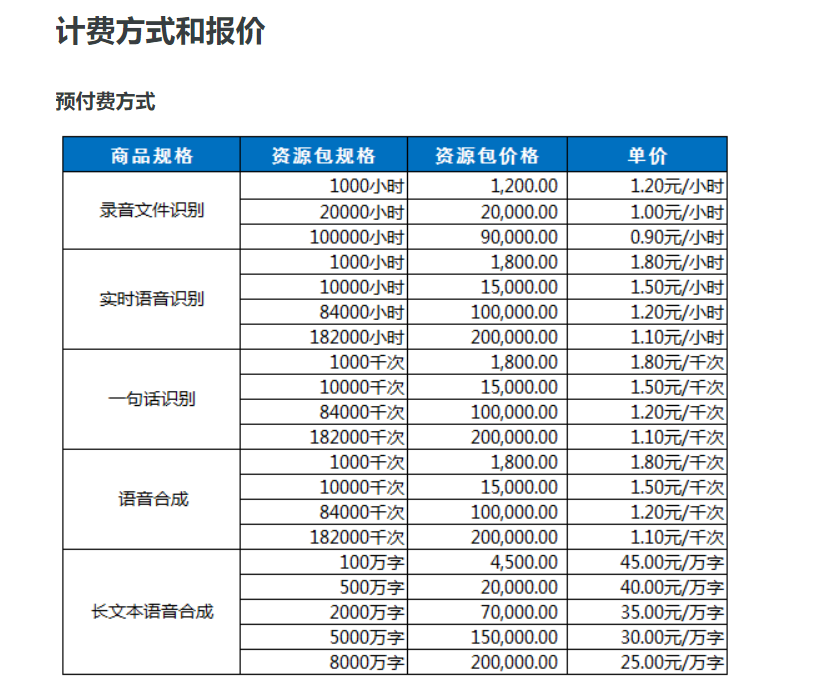 计费方式和报价
预付费方式
商品规格 资源包规格 资源包价格 单价
录音文件识别 1000小时 1,200.00 1.20元/小时
20000小时 20,000.00 1.00元/小时
100000小时 90,000.00 0.90元/小时
实时语音识别 1000小时 1,800.00 1.80元/小时
10000小时 15,000.00 1.50元/小时
84000小时 100,000.00 1.20元/小时
182000小时 200,000.00 1.10元/小时
一句话识别 1000千次 1,800.00 1.80元/千次
10000千次 15,000.00 1.50元/千次
84000千次 100,000.00 1.20元/千次
182000千次 200,000.00 1.10元/千次
语音合成 1000千次 1,800.00 1.80元/千次
10000千次 15,000.00 1.50元/千次
84000千次 100,000.00 1.20元/千次
182000千次 200,000.00 1.10元/千次
长文本语音合成 100万字 4,500.00 45.00元/万字
500万字 20,000.00 40.00元/万字
2000万字 70,000.00 35.00元/万字
5000万字 150,000.00 30.00元/万字
8000万字 200,000.00 25.00元/万字